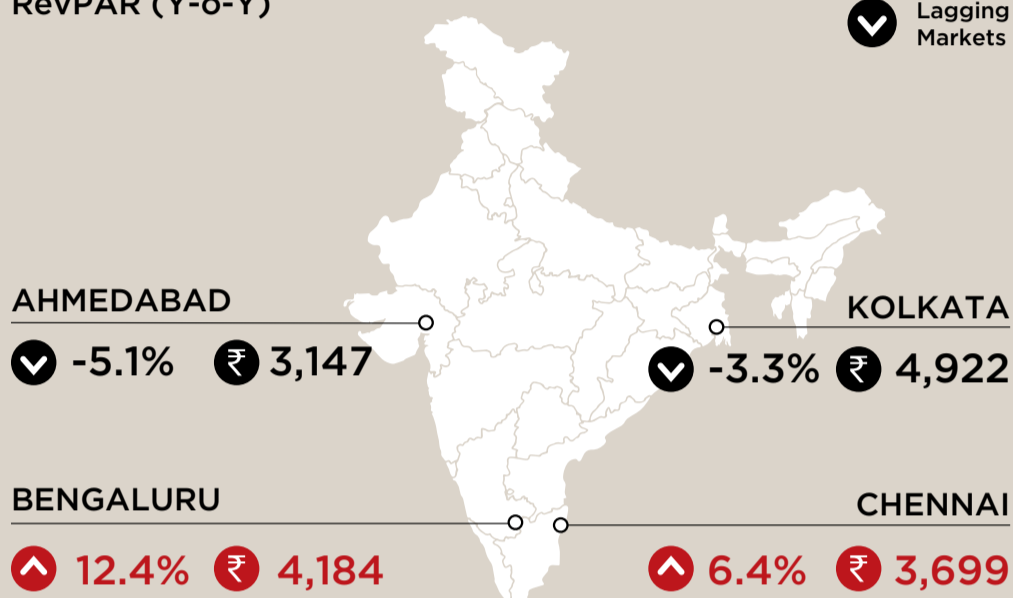 RevPAR (Y-o-Y)
Lagging
Markets
AHMEDABAD
-5.1% ₹ 3,147
KOLKATA
-3.3% ₹ 4,922
BENGALURU
12.4% ₹ 4,184
CHENNAI
6.4% ₹ 3,699